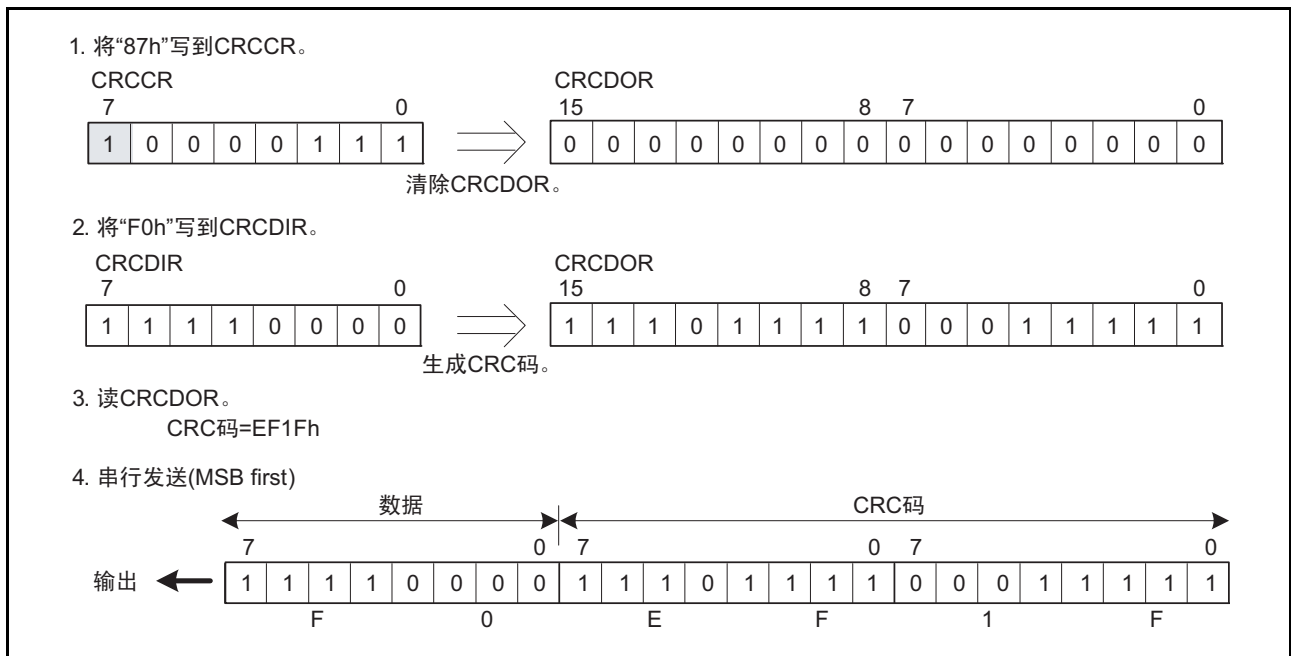 1. 将“87h”写到CRCCR。
CRCCR CRCDOR
7 0 15 8 7 0
1 0 0 0 0 1 1 1 0 0 0 0 0 0 0 0 0 0 0 0 0 0 0 0
清除CRCDOR。
2. 将“F0h”写到CRCDIR。
CRCDIR CRCDOR
7 0 15 8 7 0
1 1 1 1 0 0 0 0 1 1 1 0 1 1 1 1 0 0 0 1 1 1 1 1
生成CRC码。
3. 读CRCDOR。
CRC码=EF1Fh
4. 串行发送(MSB first)
数据 CRC码
7 0 7 0 7 0
输出 1 1 1 1 0 0 0 0 1 1 1 0 1 1 1 1 0 0 0 1 1 1 1 1
F 0 E F 1 F